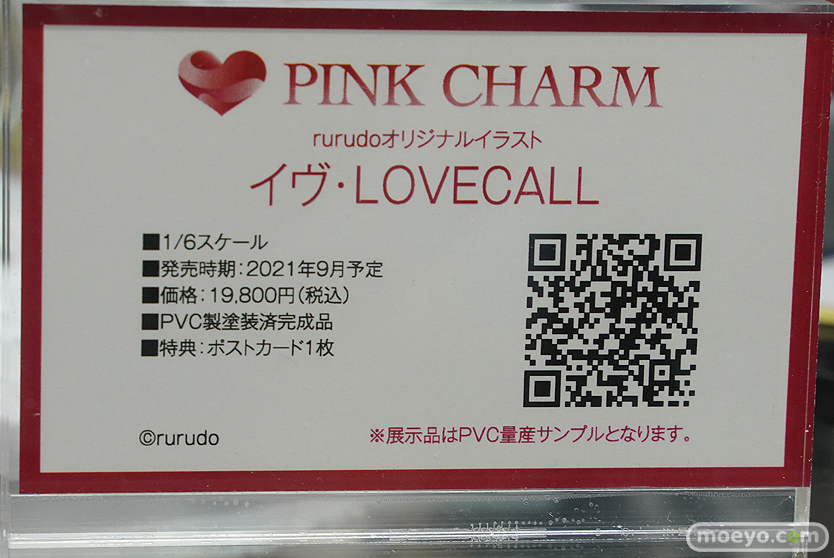 PINK CHARM
rurudoオリジナルイラスト
イヴ・LOVECALL
■1/6スケール
■発売時期:2021年9月予定
■価格:19,800円(税込)
■PVC製塗装済完成品
■特典:ポストカード1枚
©rurudo
※展示品はPVC量産サンプルとなります。
moeyo.com